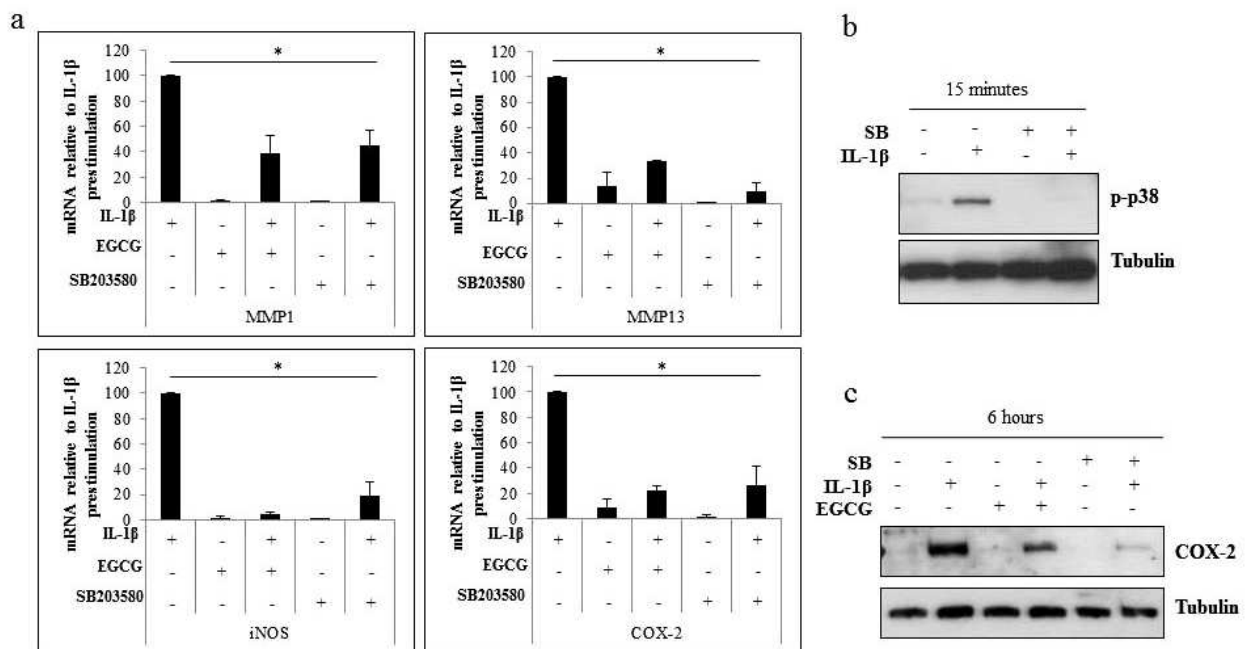 a
mRNA relative to IL-1β
prestimulation
120
100
80
60
40
20
0
IL-1β + - + - +
EGCG - + + - -
SB203580 - - - + +
MMP1
*
mRNA relative to IL-1β
prestimulation
120
100
80
60
40
20
0
IL-1β + - + - +
EGCG - + + - -
SB203580 - - - + +
MMP13
*
mRNA relative to IL-1β
prestimulation
120
100
80
60
40
20
0
IL-1β + - + - +
EGCG - + + - -
SB203580 - - - + +
iNOS
*
mRNA relative to IL-1β
prestimulation
120
100
80
60
40
20
0
IL-1β + - + - +
EGCG - + + - -
SB203580 - - - + +
COX-2
*
b
15 minutes
SB - - + +
IL-1β - + - +
p-p38
Tubulin
c
6 hours
SB - - - - + +
IL-1β - + - + - +
EGCG - - + + - -
COX-2
Tubulin